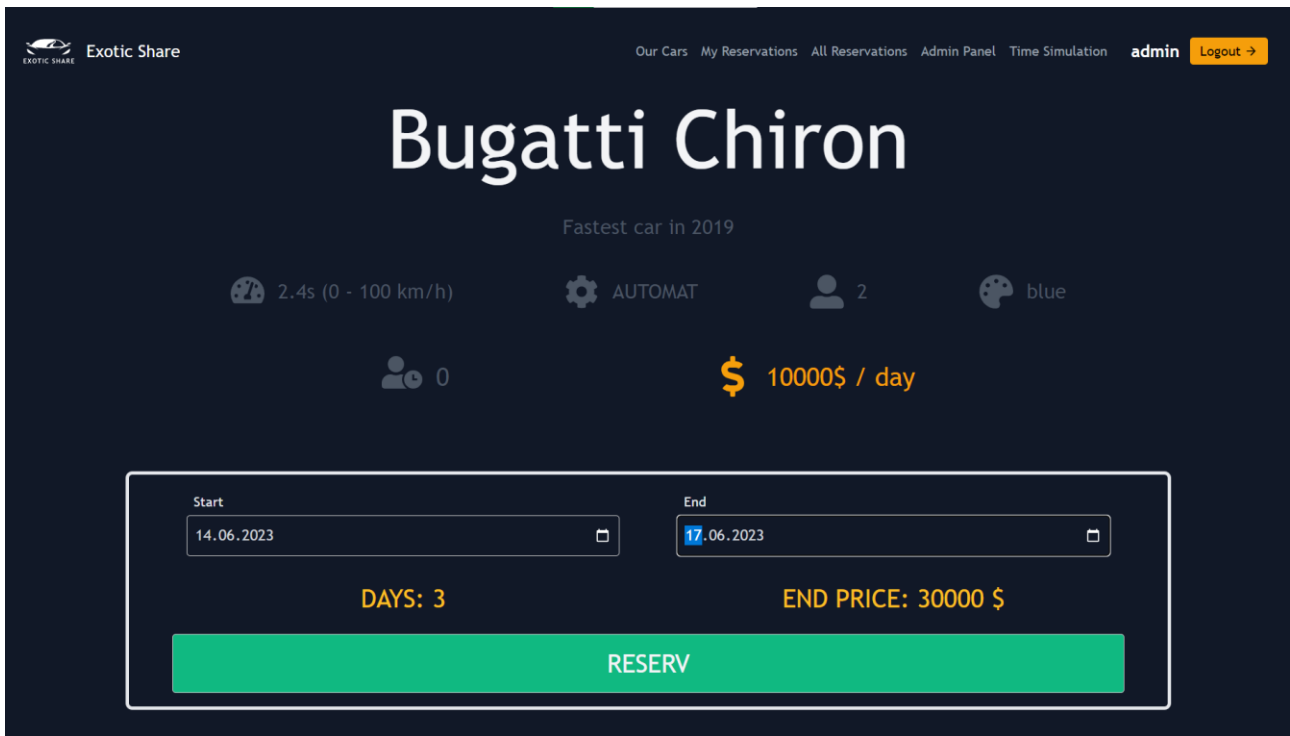 EXOTIC SHARE
Exotic Share
Our Cars My Reservations All Reservations Admin Panel Time Simulation admin Logout →
Bugatti Chiron
Fastest car in 2019
2.4s (0 - 100 km/h) AUTOMAT 2 blue
0 $ 10000$ / day
Start End
14.06.2023 17.06.2023
DAYS: 3 END PRICE: 30000 $
RESERV